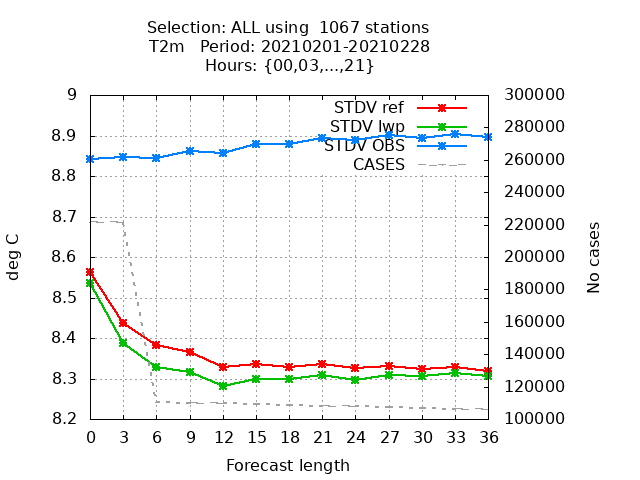 Selection: ALL using  1067 stations
T2m   Period: 20210201-20210228
Hours: {00,03,...,21}
STDV ref
STDV lwp
STDV OBS
CASES
9
8.9
8.8
8.7
8.6
8.5
8.4
8.3
8.2
deg C
300000
280000
260000
240000
220000
200000
180000
160000
140000
120000
100000
No cases
0 3 6 9 12 15 18 21 24 27 30 33 36
Forecast length